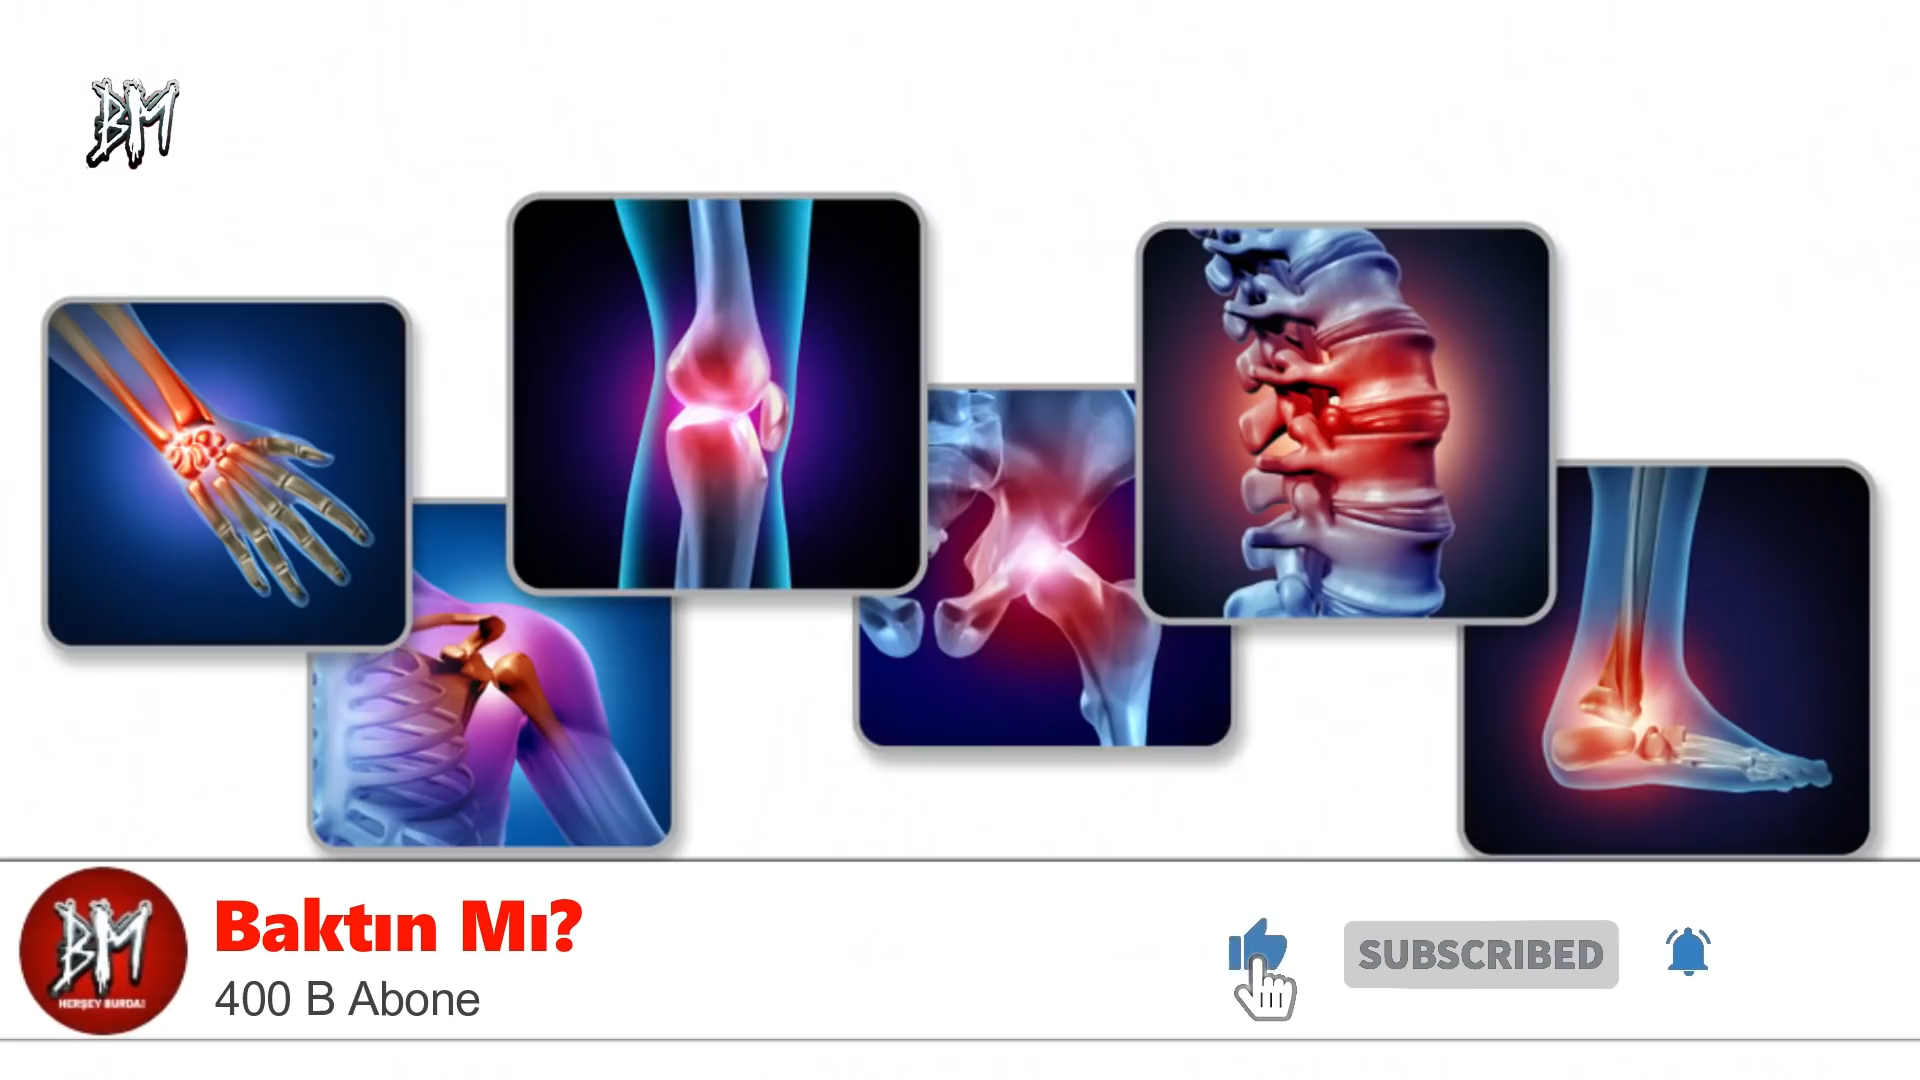 BM
BM
HERŞEY BURDA!
Baktın Mı?
400 B Abone
SUBSCRIBED